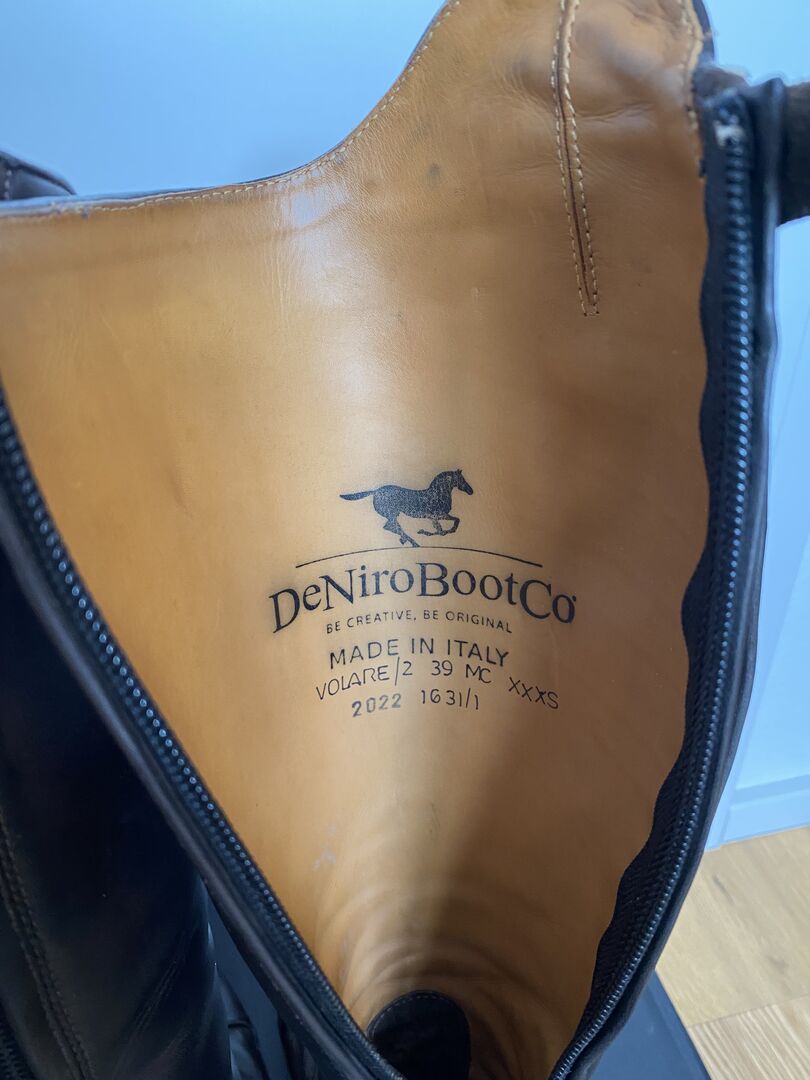 DeNiroBootCo
BE CREATIVE, BE ORIGINAL
MADE IN ITALY
VOLARE/2 39 MC XXXS
2022 1631/1